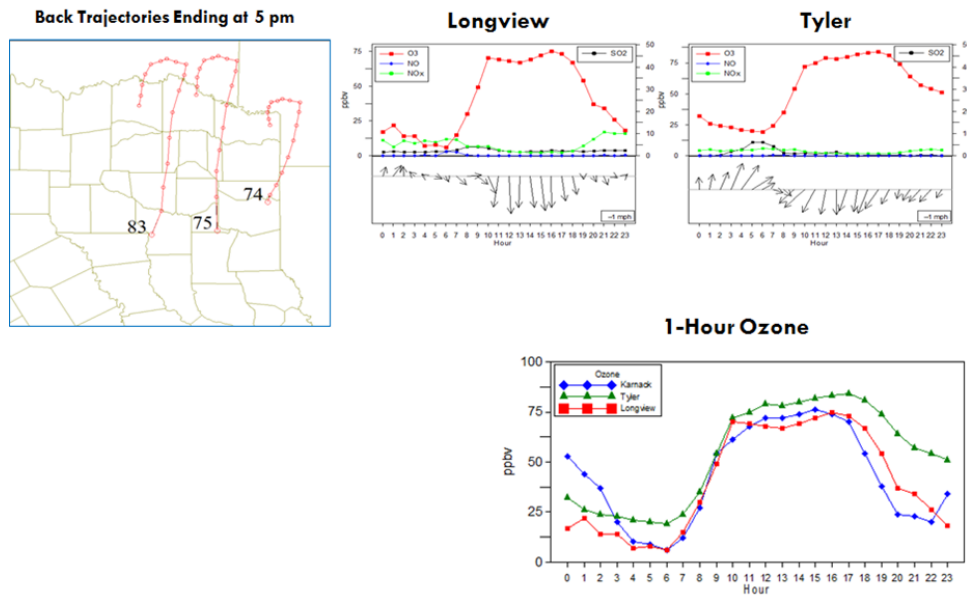 Back Trajectories Ending at 5 pm
83
75
74
Longview
O3
NO
NOx
SO2
ppbv
75
50
25
0
50
40
30
20
10
0
~1 mph
0 1 2 3 4 5 6 7 8 9 10 11 12 13 14 15 16 17 18 19 20 21 22 23
Hour
Tyler
O3
NO
NOx
SO2
ppbv
75
50
25
0
~1 mph
0 1 2 3 4 5 6 7 8 9 10 11 12 13 14 15 16 17 18 19 20 21 22 23
Hour
1-Hour Ozone
Ozone
Karnack
Tyler
Longview
ppbv
100
75
50
25
0
0 1 2 3 4 5 6 7 8 9 10 11 12 13 14 15 16 17 18 19 20 21 22 23
Hour